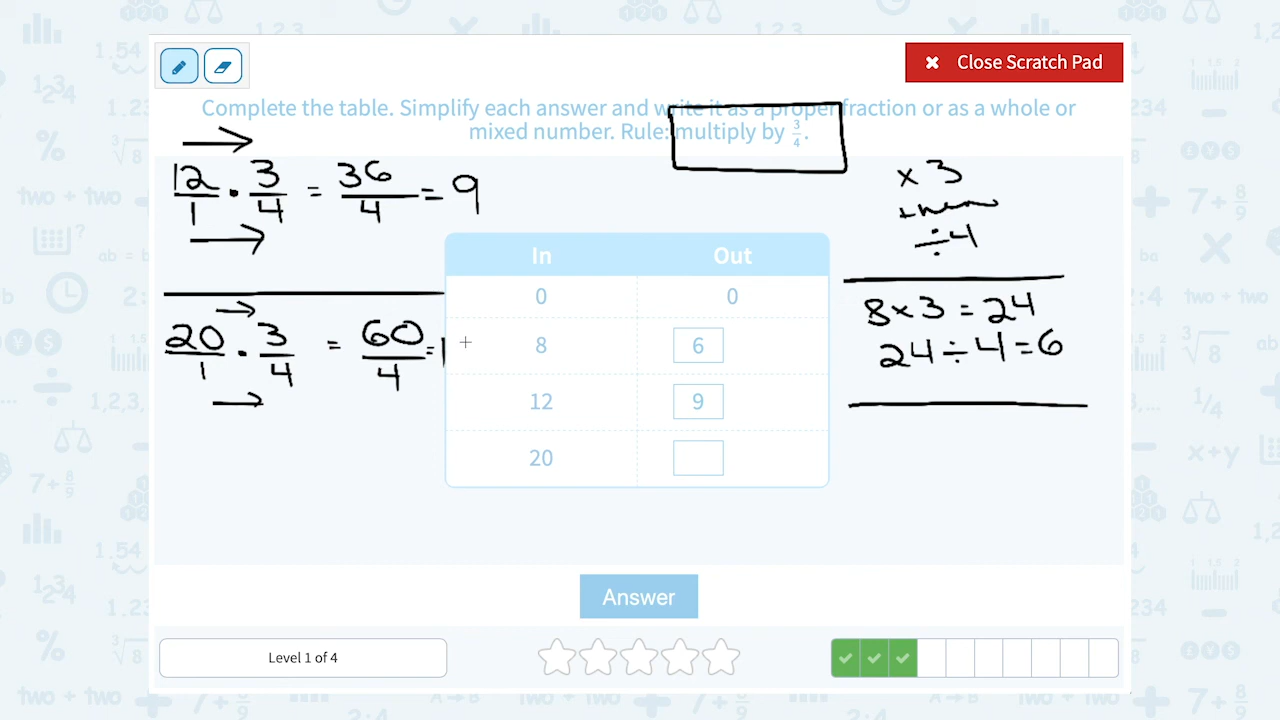 Close Scratch Pad
Complete the table. Simplify each answer and write it as a proper fraction or as a whole or
mixed number. Rule: multiply by 3/4.
12/1 · 3/4 = 36/4 = 9
20/1 · 3/4 = 60/4 = 1
× 3
then
÷4
8 × 3 = 24
24 ÷ 4 = 6
In Out
0 0
8 6
12 9
20
Answer
Level 1 of 4